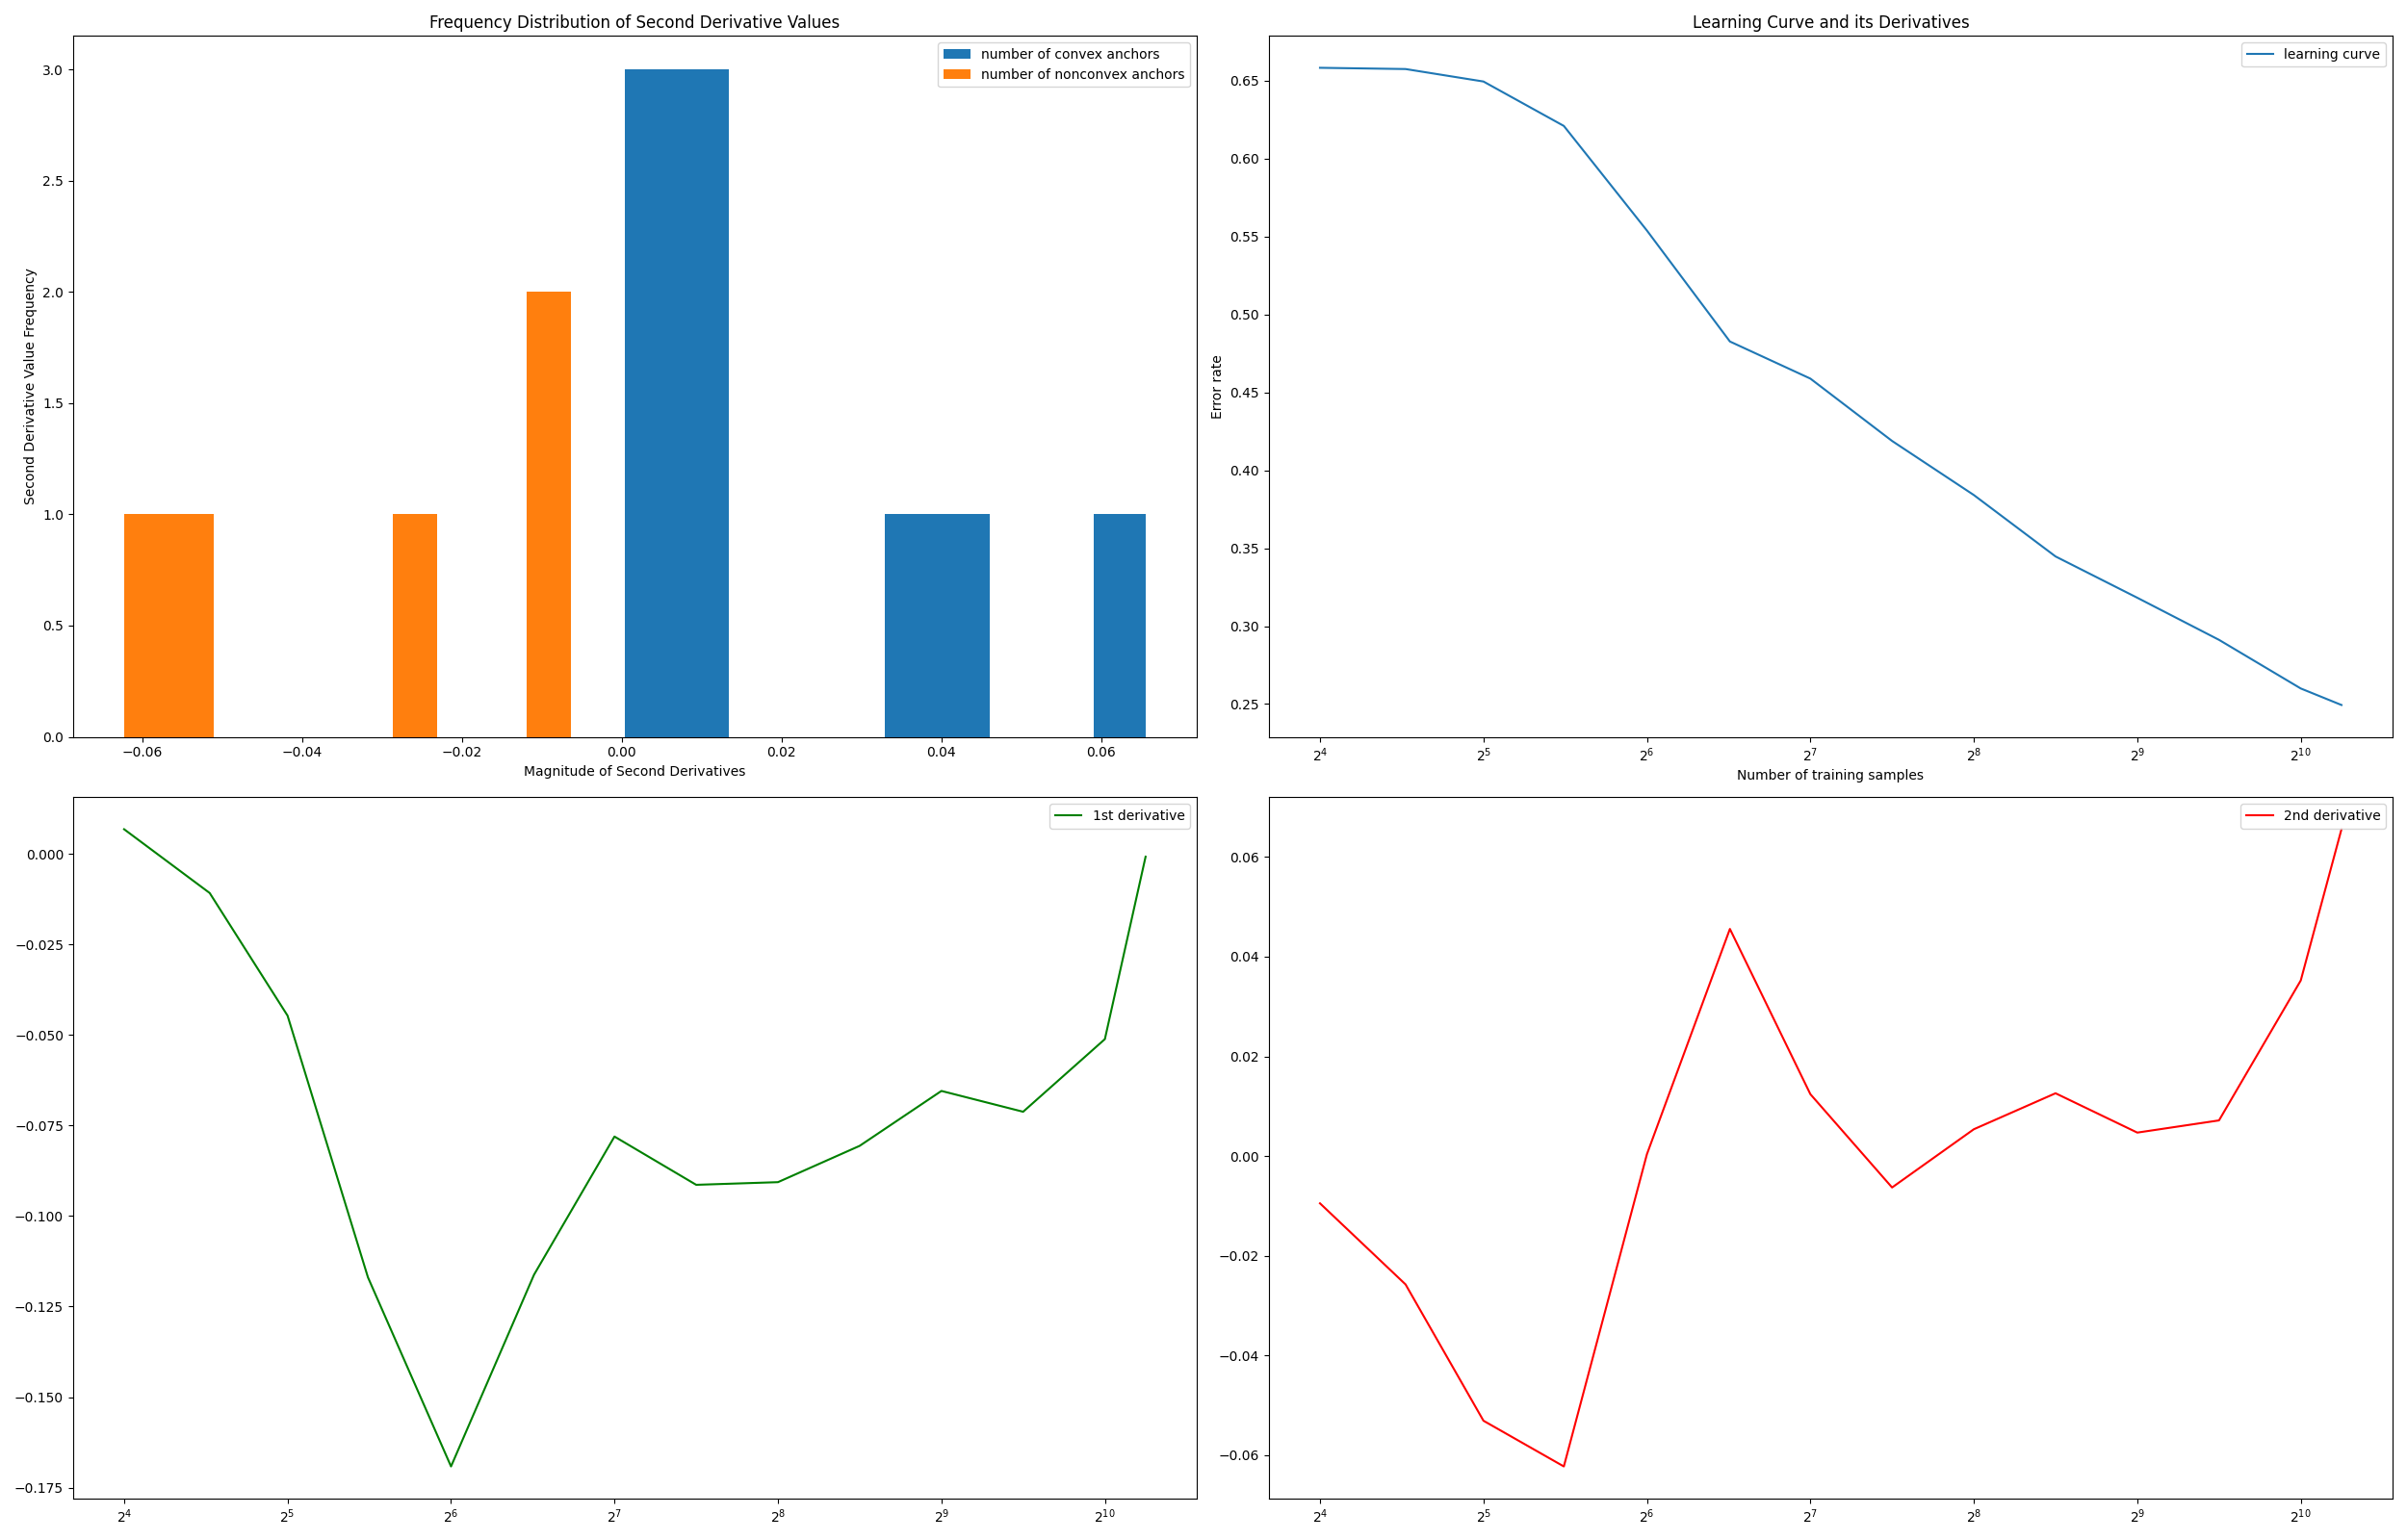 Frequency Distribution of Second Derivative Values
number of convex anchors
number of nonconvex anchors
Second Derivative Value Frequency
3.0
2.5
2.0
1.5
1.0
0.5
0.0
−0.06 −0.04 −0.02 0.00 0.02 0.04 0.06
Magnitude of Second Derivatives
Learning Curve and its Derivatives
learning curve
Error rate
0.65
0.60
0.55
0.50
0.45
0.40
0.35
0.30
0.25
2⁴ 2⁵ 2⁶ 2⁷ 2⁸ 2⁹ 2¹⁰
Number of training samples
1st derivative
0.000
−0.025
−0.050
−0.075
−0.100
−0.125
−0.150
−0.175
2⁴ 2⁵ 2⁶ 2⁷ 2⁸ 2⁹ 2¹⁰
2nd derivative
0.06
0.04
0.02
0.00
−0.02
−0.04
−0.06
2⁴ 2⁵ 2⁶ 2⁷ 2⁸ 2⁹ 2¹⁰